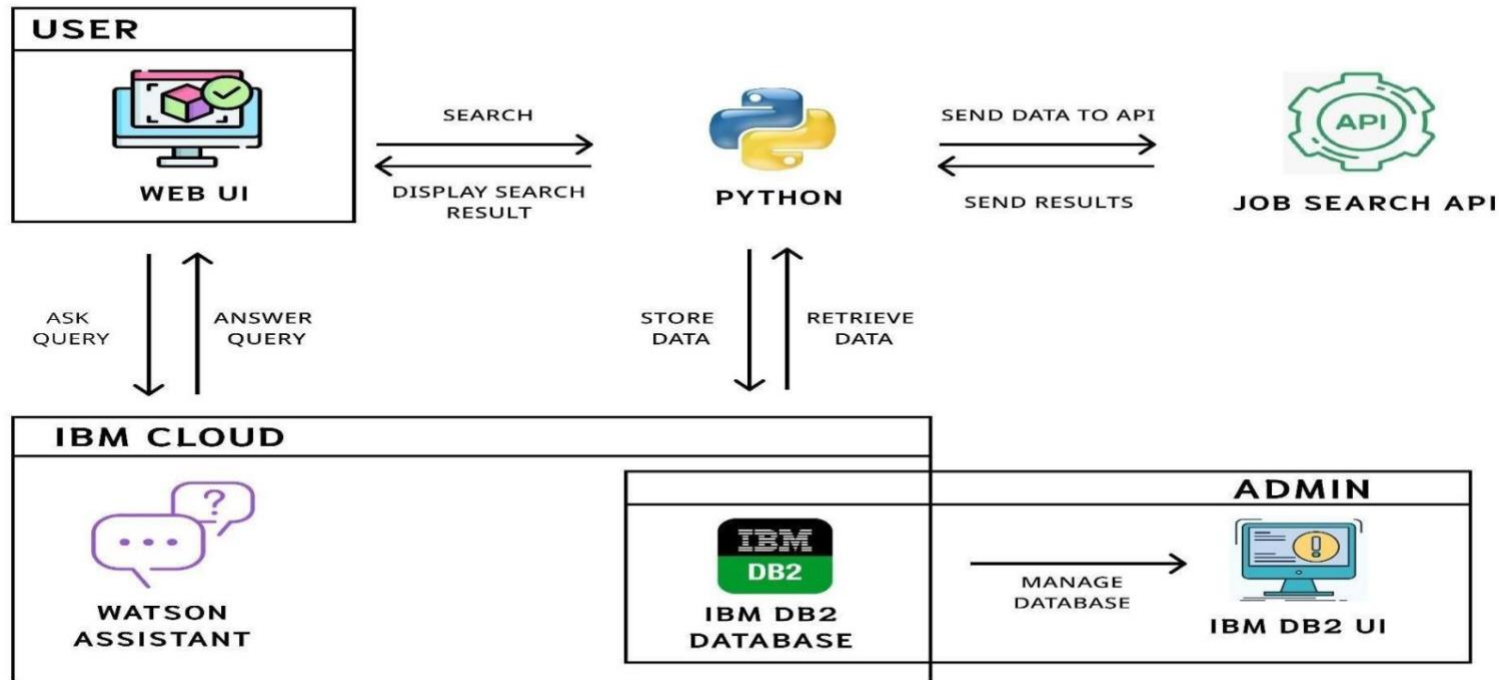 USER
WEB UI
SEARCH
DISPLAY SEARCH
RESULT
PYTHON
SEND DATA TO API
SEND RESULTS
API
JOB SEARCH API
ASK
QUERY
ANSWER
QUERY
STORE
DATA
RETRIEVE
DATA
IBM CLOUD
?
WATSON
ASSISTANT
IBM
DB2
IBM DB2
DATABASE
MANAGE
DATABASE
ADMIN
!
IBM DB2 UI